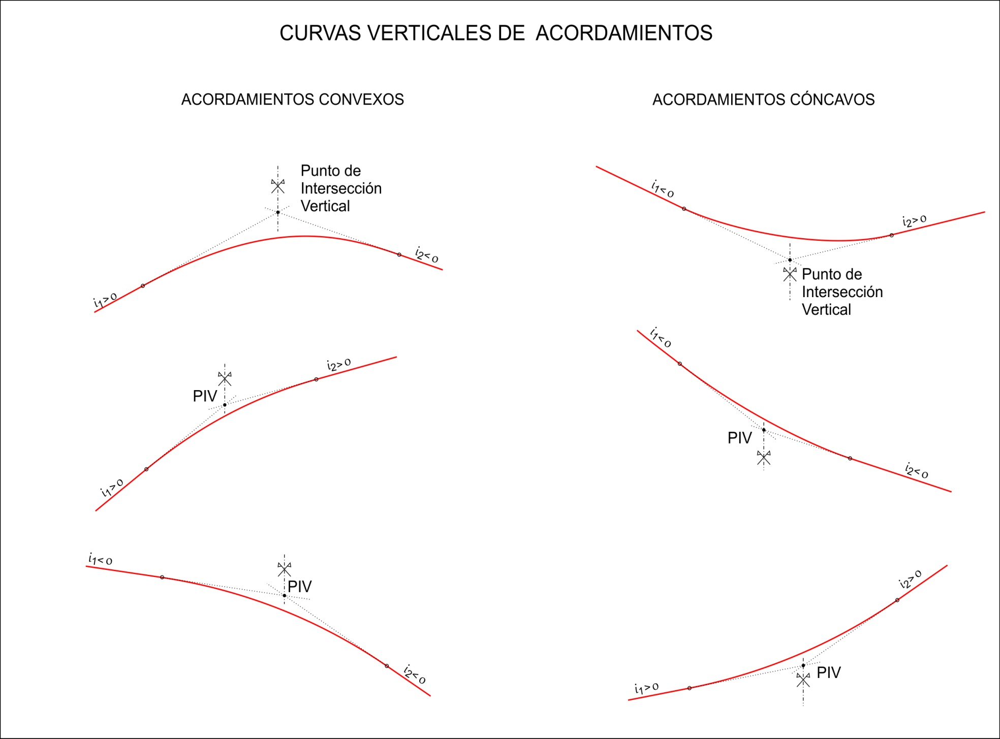 CURVAS VERTICALES DE ACORDAMIENTOS
ACORDAMIENTOS CONVEXOS
Punto de
Intersección
Vertical
i1>0
i2<0
PIV
i1>0
i2>0
i1<0
PIV
i2<0
ACORDAMIENTOS CÓNCAVOS
i1<0
i2>0
Punto de
Intersección
Vertical
i1<0
PIV
i2<0
i2>0
PIV
i1>0